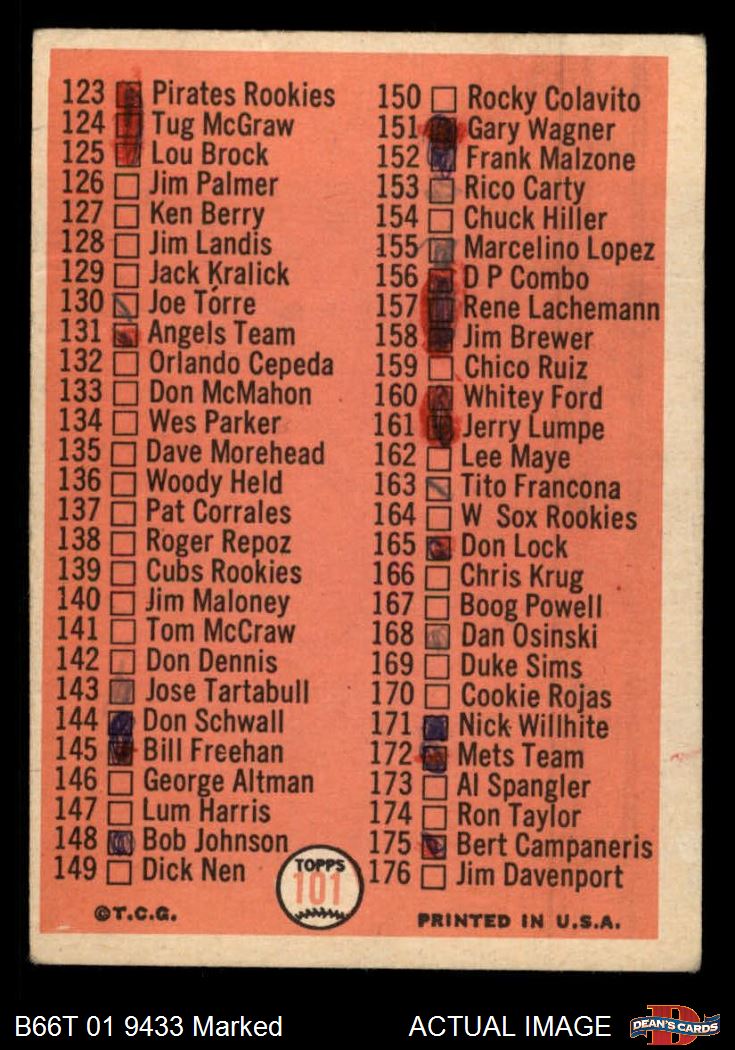 123 Pirates Rookies
124 Tug McGraw
125 Lou Brock
126 Jim Palmer
127 Ken Berry
128 Jim Landis
129 Jack Kralick
130 Joe Torre
131 Angels Team
132 Orlando Cepeda
133 Don McMahon
134 Wes Parker
135 Dave Morehead
136 Woody Held
137 Pat Corrales
138 Roger Repoz
139 Cubs Rookies
140 Jim Maloney
141 Tom McCraw
142 Don Dennis
143 Jose Tartabull
144 Don Schwall
145 Bill Freehan
146 George Altman
147 Lum Harris
148 Bob Johnson
149 Dick Nen
150 Rocky Colavito
151 Gary Wagner
152 Frank Malzone
153 Rico Carty
154 Chuck Hiller
155 Marcelino Lopez
156 D P Combo
157 Rene Lachemann
158 Jim Brewer
159 Chico Ruiz
160 Whitey Ford
161 Jerry Lumpe
162 Lee Maye
163 Tito Francona
164 W Sox Rookies
165 Don Lock
166 Chris Krug
167 Boog Powell
168 Dan Osinski
169 Duke Sims
170 Cookie Rojas
171 Nick Willhite
172 Mets Team
173 Al Spangler
174 Ron Taylor
175 Bert Campaneris
176 Jim Davenport
TOPPS
101
©T.C.G.
PRINTED IN U.S.A.
B66T 01 9433 Marked
ACTUAL IMAGE
D
DEAN'S CARDS